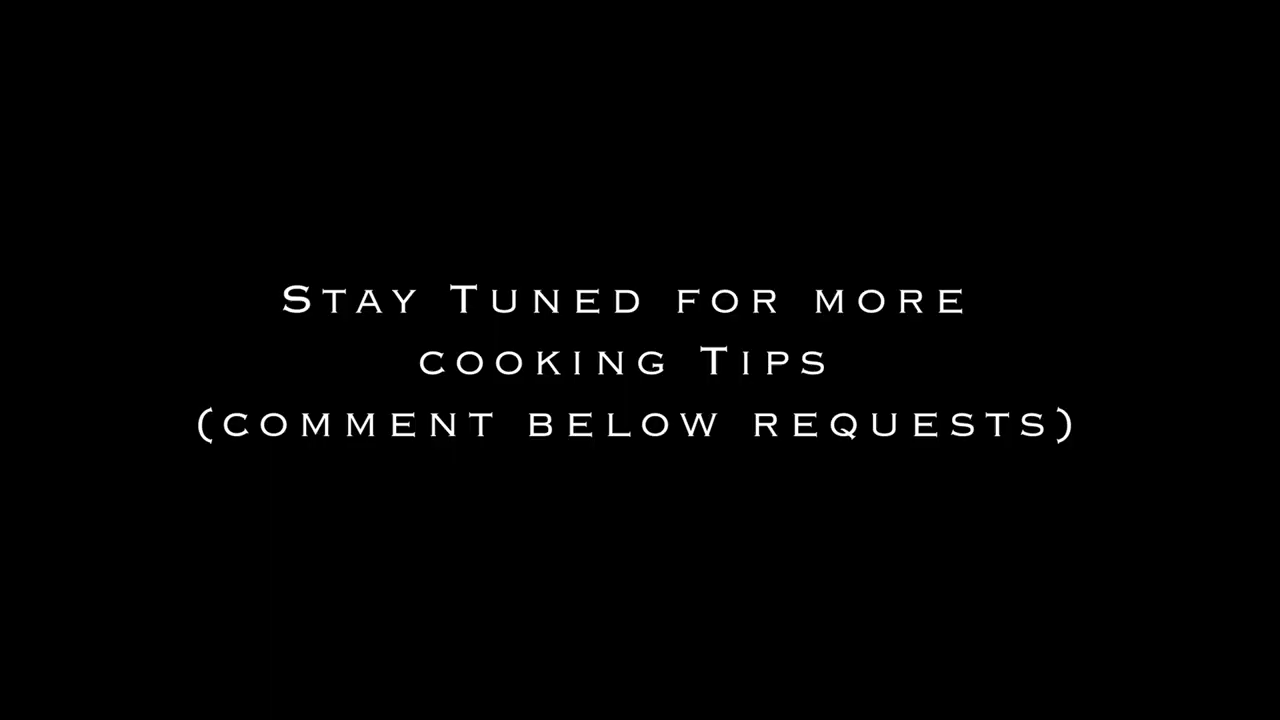 Stay Tuned for more
cooking Tips
(comment below requests)